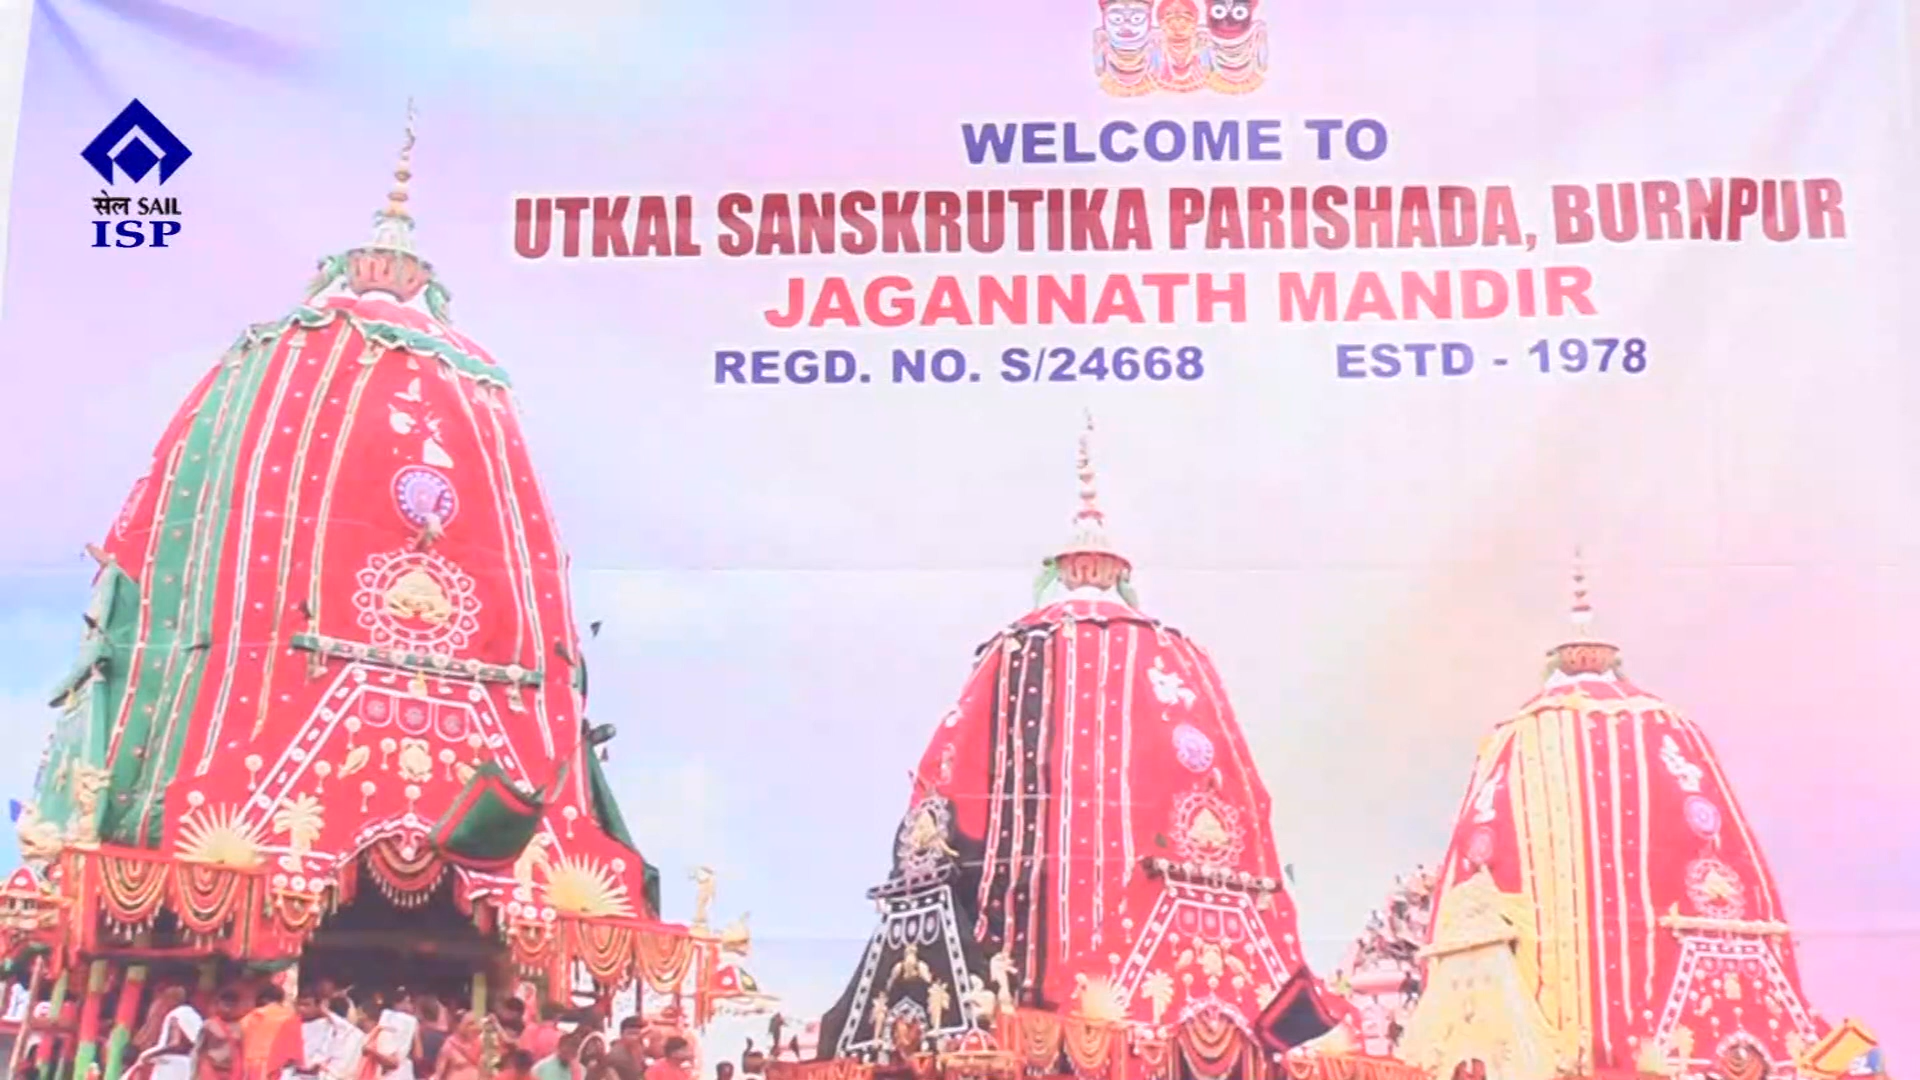 सेल SAIL
ISP
WELCOME TO
UTKAL SANSKRUTIKA PARISHADA, BURNPUR
JAGANNATH MANDIR
REGD. NO. S/24668 ESTD - 1978